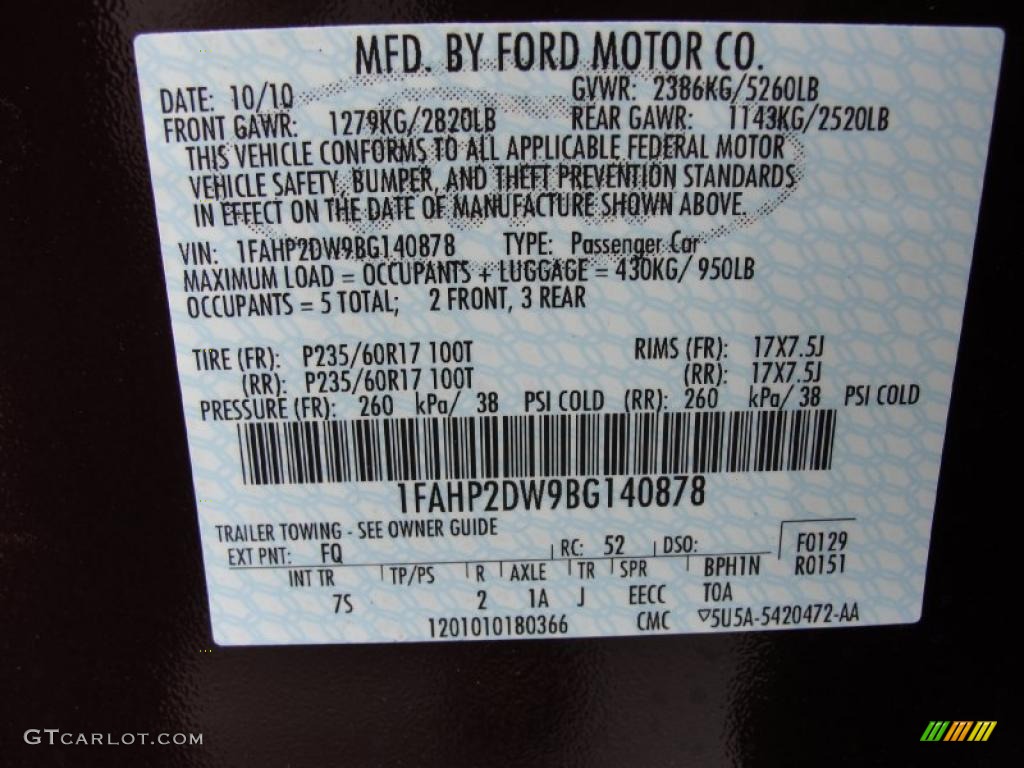 MFD. BY FORD MOTOR CO.
DATE: 10/10 GVWR: 2386KG/5260LB
FRONT GAWR: 1279KG/2820LB REAR GAWR: 1143KG/2520LB
THIS VEHICLE CONFORMS TO ALL APPLICABLE FEDERAL MOTOR
VEHICLE SAFETY, BUMPER, AND THEFT PREVENTION STANDARDS
IN EFFECT ON THE DATE OF MANUFACTURE SHOWN ABOVE.
VIN: 1FAHP2DW9BG140878 TYPE: Passenger Car
MAXIMUM LOAD = OCCUPANTS + LUGGAGE = 430KG/ 950LB
OCCUPANTS = 5 TOTAL; 2 FRONT, 3 REAR
TIRE (FR): P235/60R17 100T RIMS (FR): 17X7.5J
(RR): P235/60R17 100T (RR): 17X7.5J
PRESSURE (FR): 260 kPa/ 38 PSI COLD (RR): 260 kPa/ 38 PSI COLD
1FAHP2DW9BG140878
TRAILER TOWING - SEE OWNER GUIDE
EXT PNT: FQ RC: 52 DSO: F0129
INT TR TP/PS R AXLE TR SPR BPH1N R0151
7S 2 1A J EECC TOA
1201010180366 CMC ▽5U5A-5420472-AA
GTCARLOT.COM